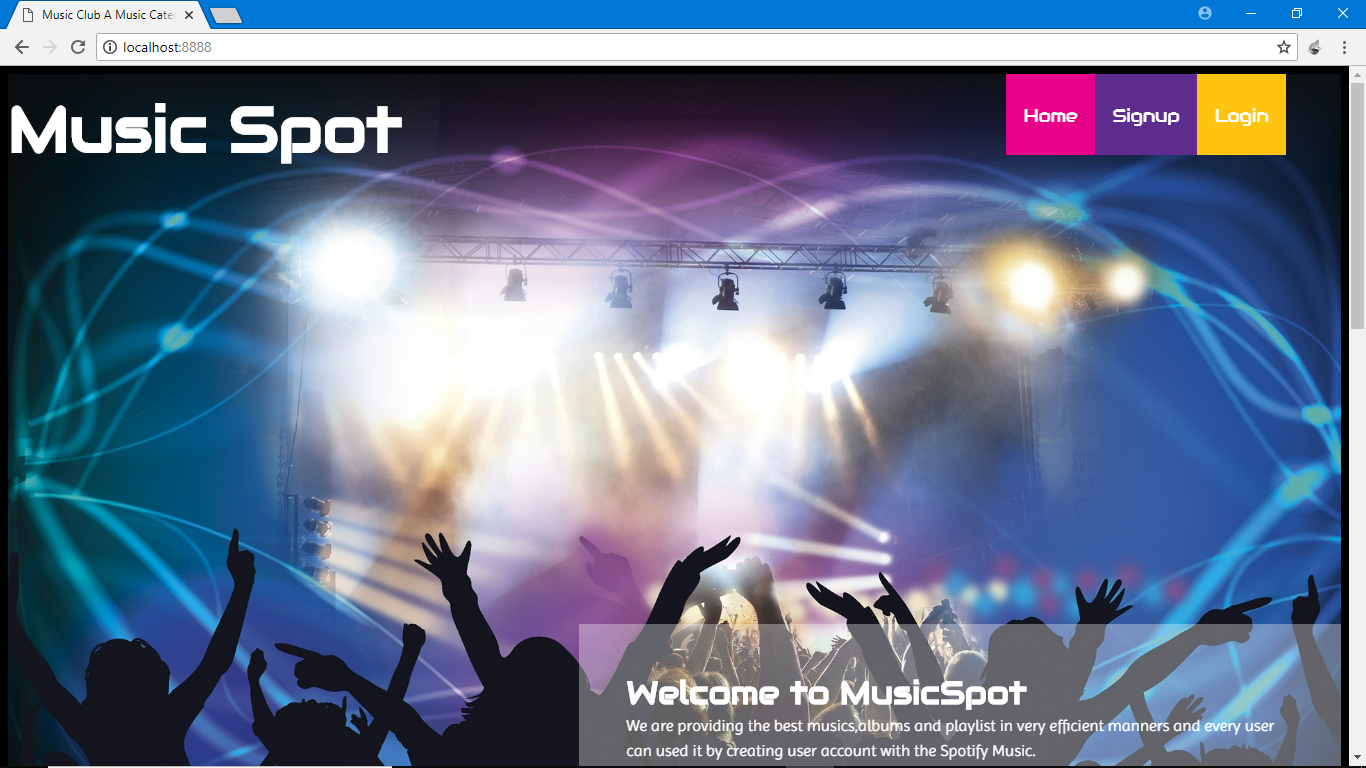 Music Club A Music Cate
localhost:8888
Music Spot
Home
Signup
Login
Welcome to MusicSpot
We are providing the best musics,albums and playlist in very efficient manners and every user
can used it by creating user account with the Spotify Music.